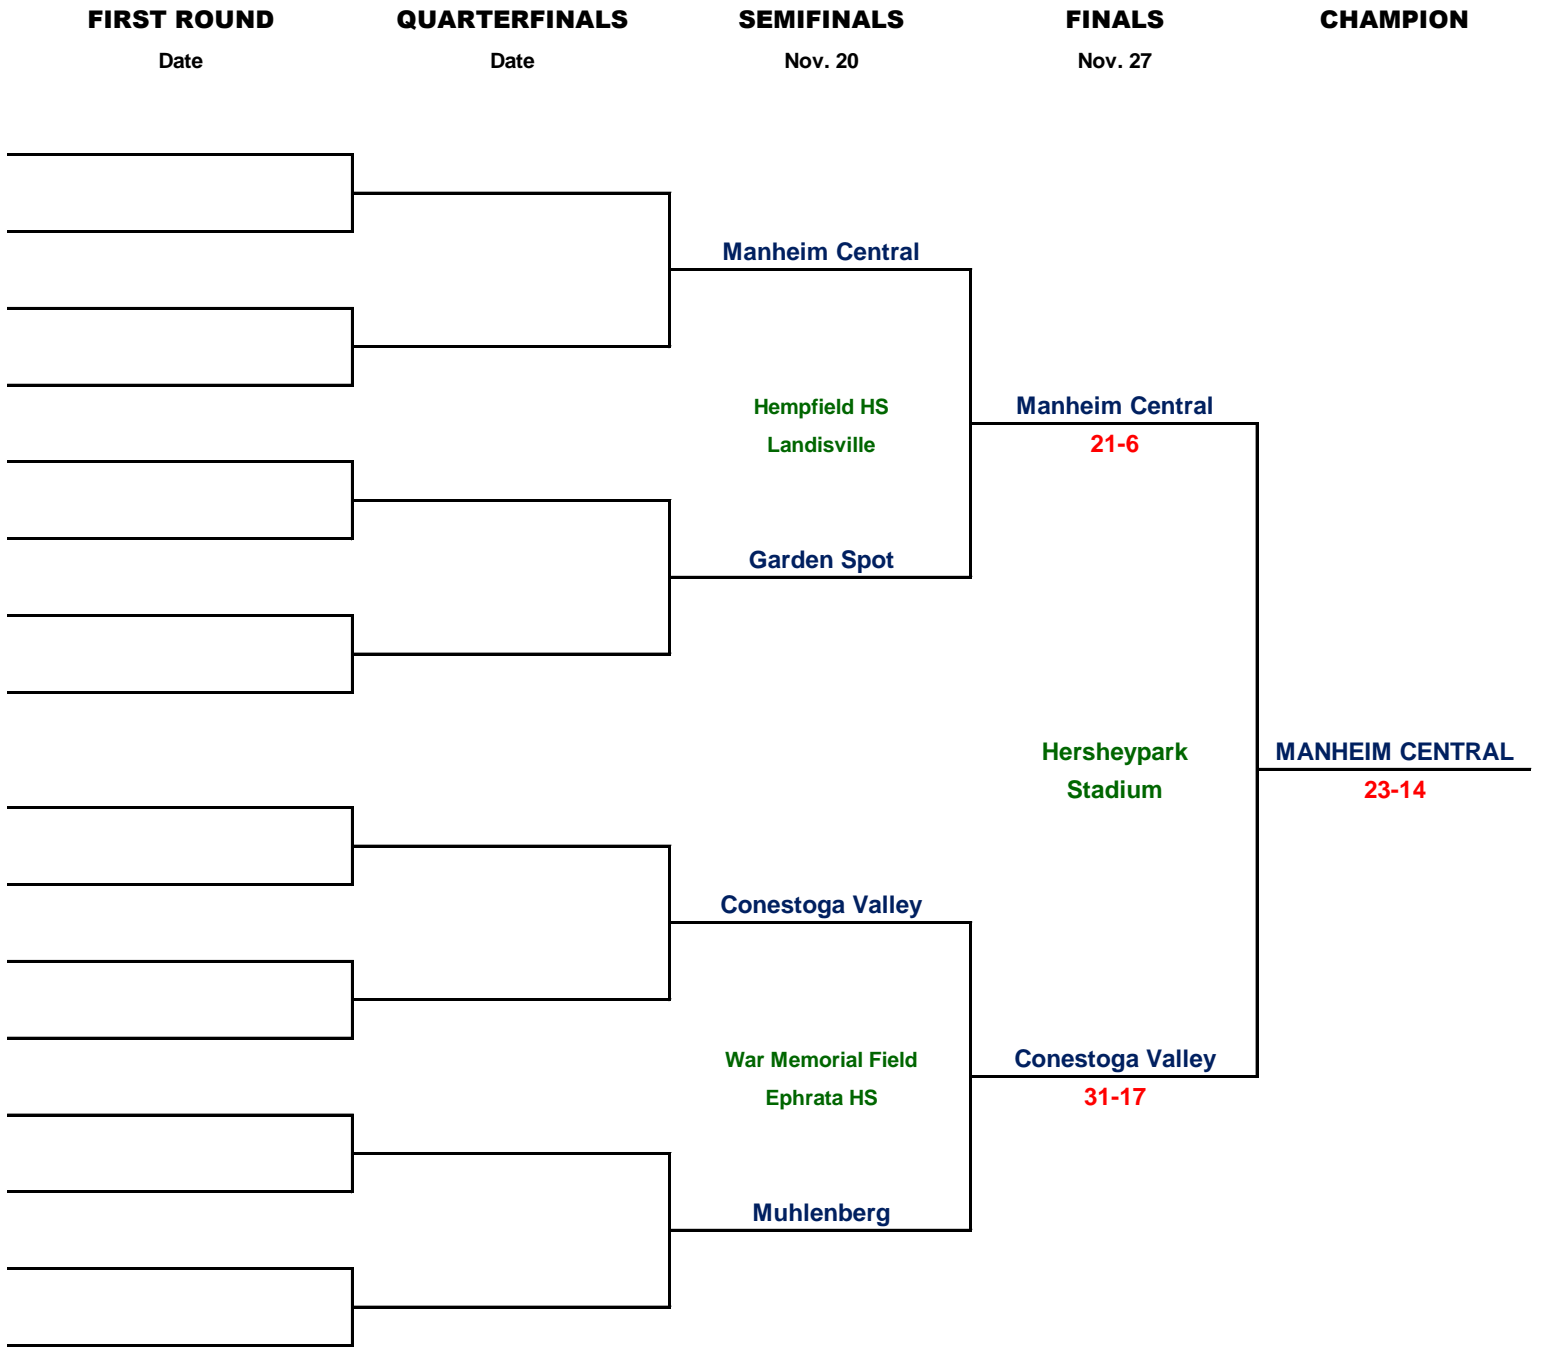 FIRST ROUND
QUARTERFINALS
SEMIFINALS
FINALS
CHAMPION
Date
Date
Nov. 20
Nov. 27
Manheim Central
Hempfield HS
Landisville
Manheim Central
21-6
Garden Spot
Hersheypark
Stadium
MANHEIM CENTRAL
23-14
Conestoga Valley
War Memorial Field
Ephrata HS
Conestoga Valley
31-17
Muhlenberg